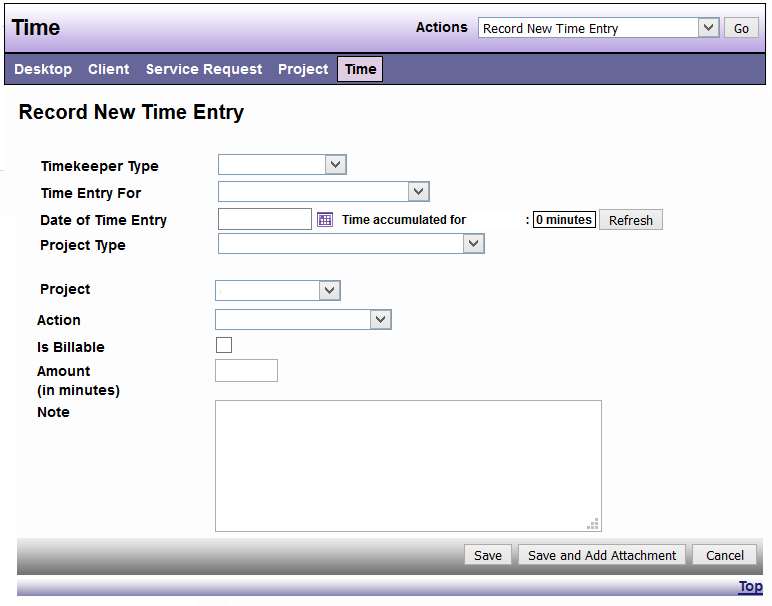 Time Actions Record New Time Entry Go
Desktop Client Service Request Project Time
Record New Time Entry
Timekeeper Type
Time Entry For
Date of Time Entry Time accumulated for : 0 minutes Refresh
Project Type
Project
Action
Is Billable
Amount
(in minutes)
Note
Save Save and Add Attachment Cancel
Top